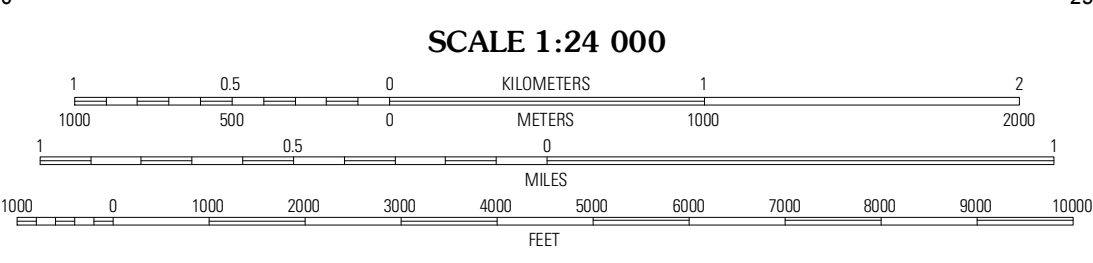 SCALE 1:24 000
1 0.5 0 KILOMETERS 1 2
1000 500 0 METERS 1000 2000
1 0.5 0 1
MILES
1000 0 1000 2000 3000 4000 5000 6000 7000 8000 9000 10000
FEET